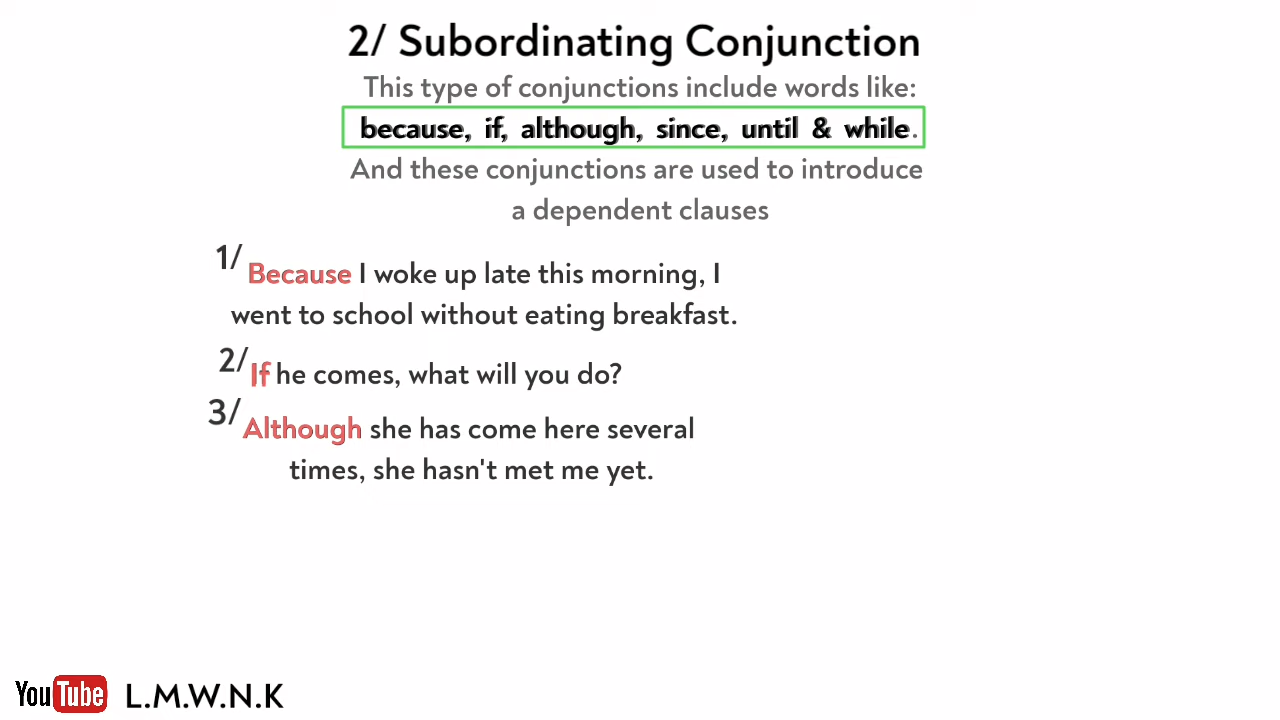 2/ Subordinating Conjunction
This type of conjunctions include words like:
because, if, although, since, until & while.
And these conjunctions are used to introduce
a dependent clauses
1/ Because I woke up late this morning, I
went to school without eating breakfast.
2/ If he comes, what will you do?
3/ Although she has come here several
times, she hasn't met me yet.
YouTube L.M.W.N.K